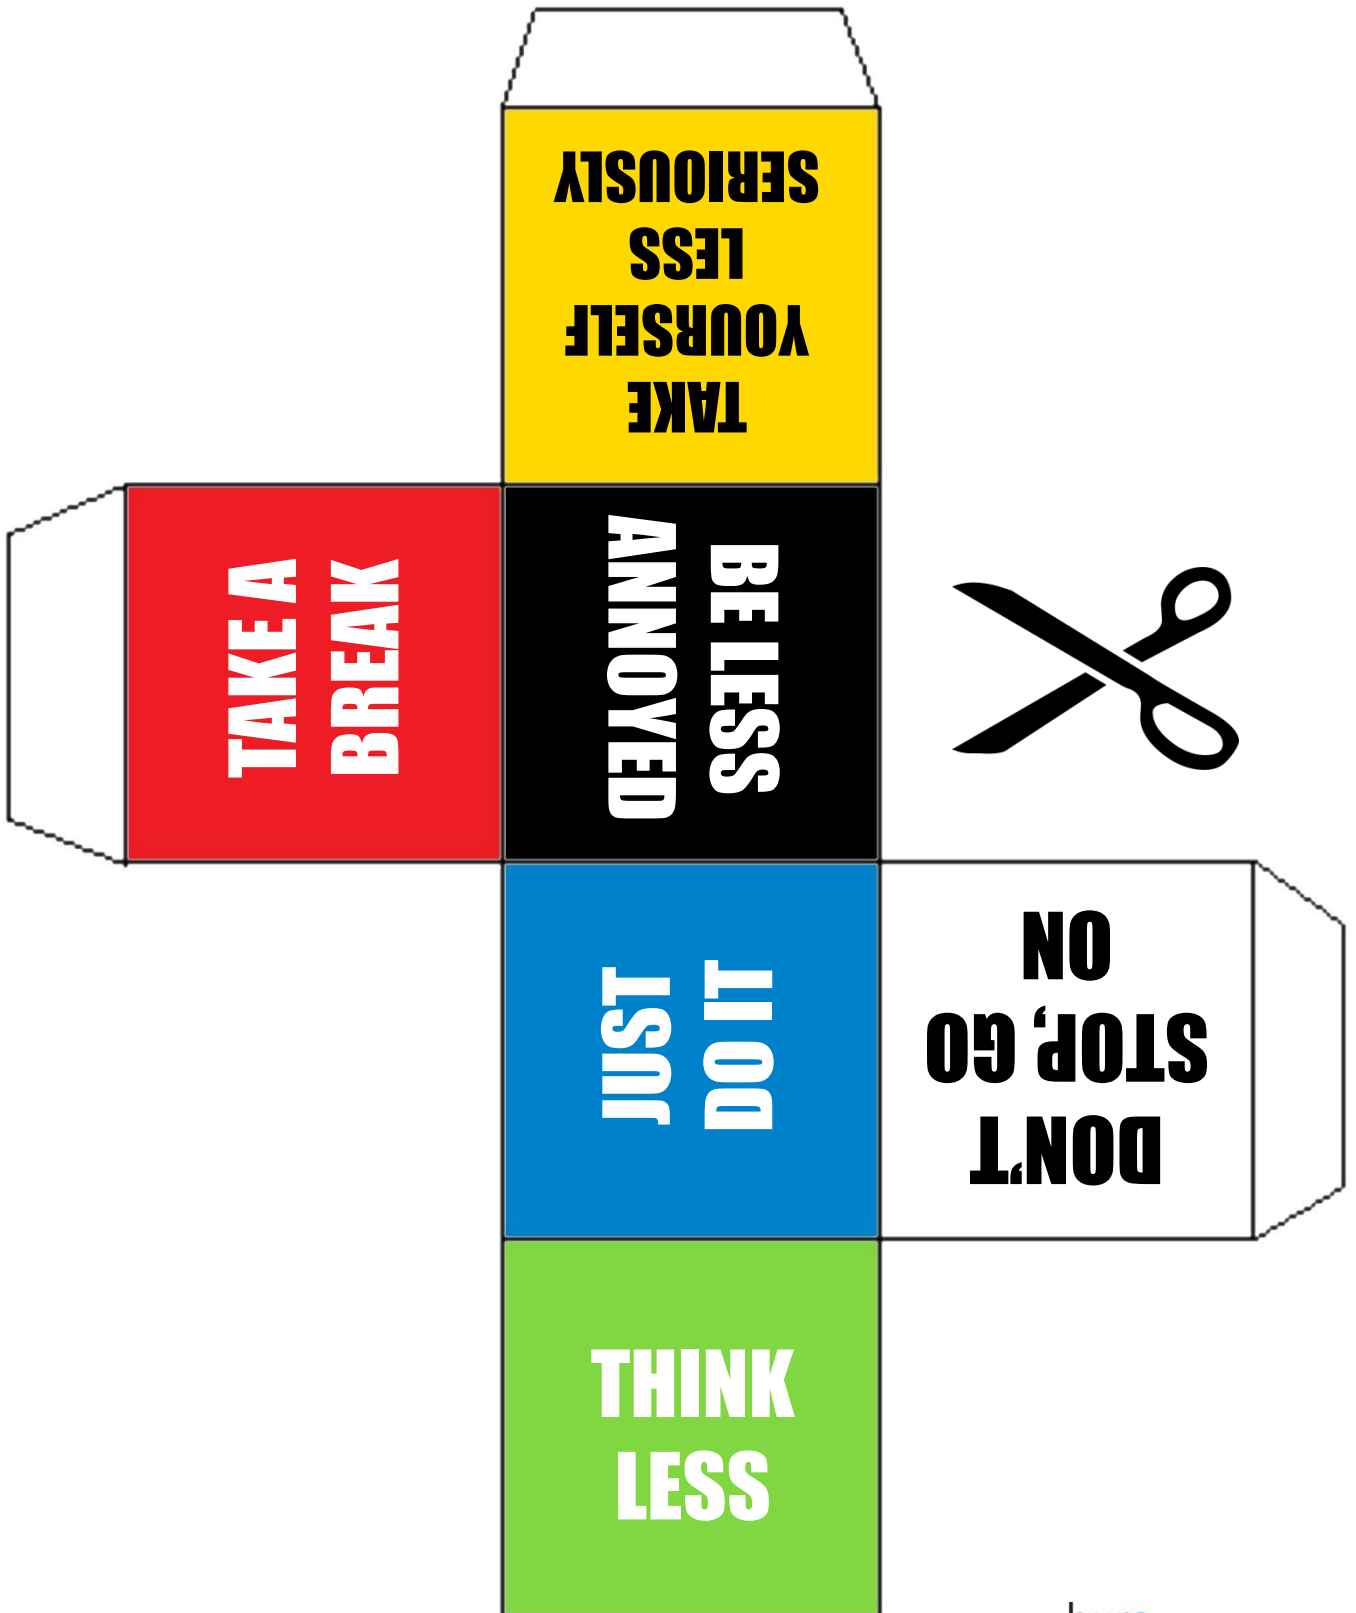 TAKE
YOURSELF
LESS
SERIOUSLY
TAKE A
BREAK
BE LESS
ANNOYED
JUST
DO IT
DON'T
STOP, GO
ON
THINK
LESS